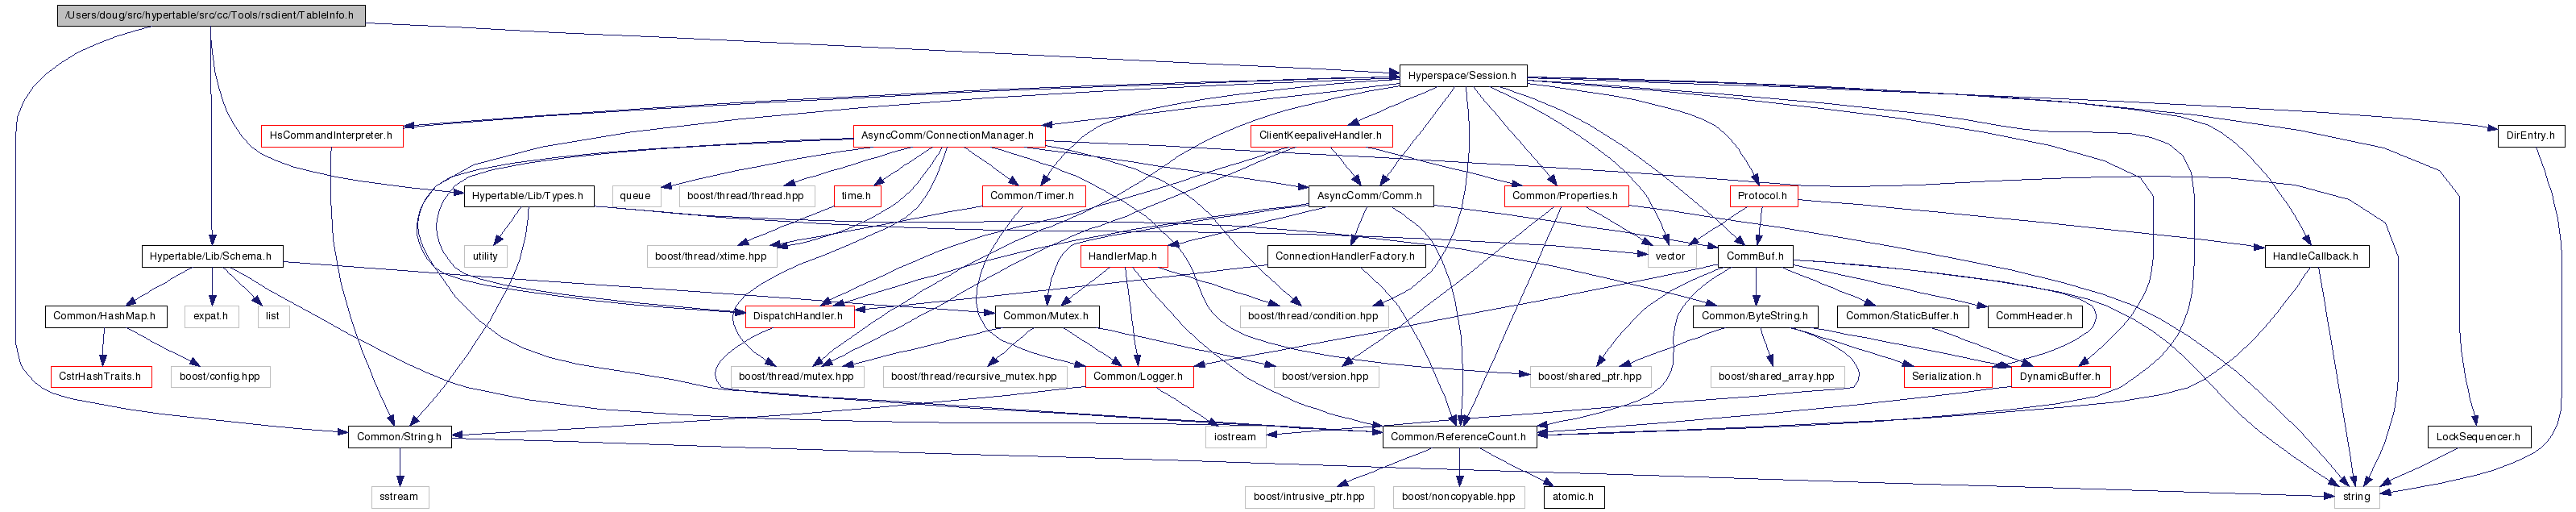 /Users/doug/src/hypertable/src/cc/Tools/rsclient/TableInfo.h
Hyperspace/Session.h
HsCommandInterpreter.h
AsyncComm/ConnectionManager.h
ClientKeepaliveHandler.h
DirEntry.h
Hypertable/Lib/Types.h
queue
boost/thread/thread.hpp
time.h
Common/Timer.h
AsyncComm/Comm.h
Common/Properties.h
Protocol.h
Hypertable/Lib/Schema.h
utility
boost/thread/xtime.hpp
HandlerMap.h
ConnectionHandlerFactory.h
vector
CommBuf.h
HandleCallback.h
Common/HashMap.h
expat.h
list
DispatchHandler.h
Common/Mutex.h
boost/thread/condition.hpp
Common/ByteString.h
Common/StaticBuffer.h
CommHeader.h
CstrHashTraits.h
boost/config.hpp
boost/thread/mutex.hpp
boost/thread/recursive_mutex.hpp
Common/Logger.h
boost/version.hpp
boost/shared_ptr.hpp
boost/shared_array.hpp
Serialization.h
DynamicBuffer.h
Common/String.h
iostream
Common/ReferenceCount.h
LockSequencer.h
sstream
boost/intrusive_ptr.hpp
boost/noncopyable.hpp
atomic.h
string